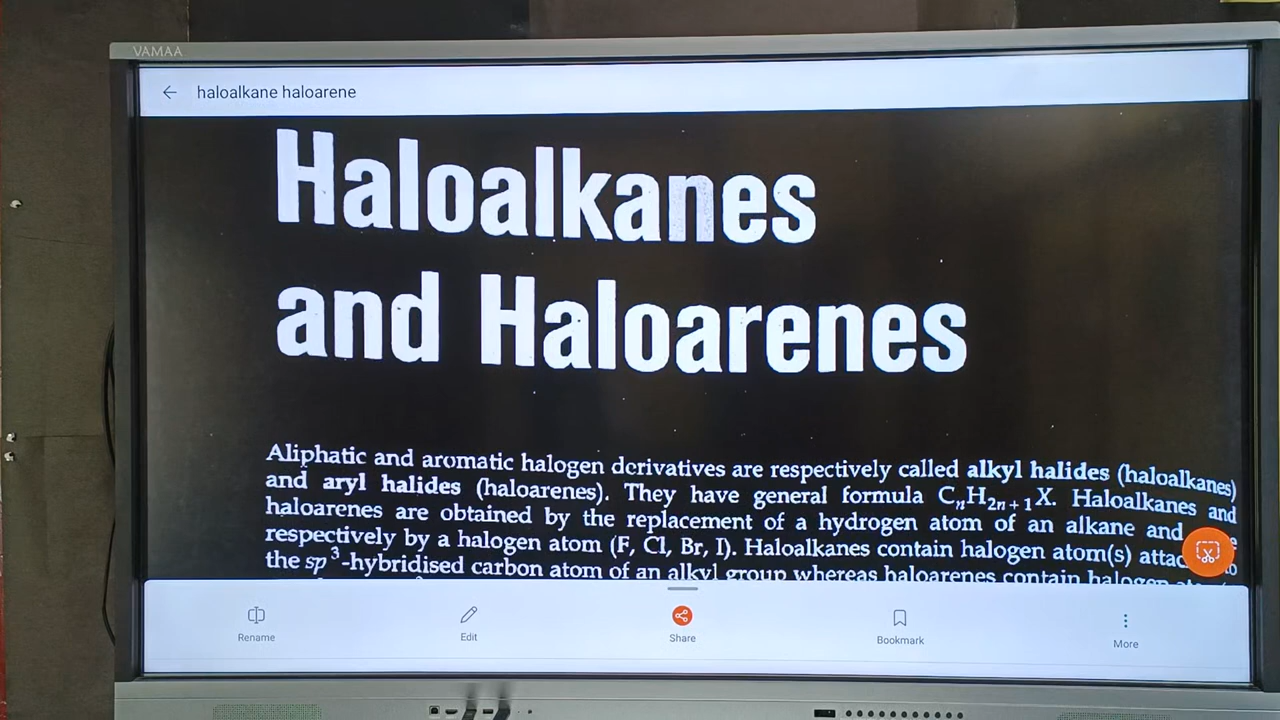 VAMAA
haloalkane haloarene
Haloalkanes
and Haloarenes
Aliphatic and aromatic halogen derivatives are respectively called alkyl halides (haloalkanes)
and aryl halides (haloarenes). They have general formula CₙH₂ₙ₊₁X. Haloalkanes and
haloarenes are obtained by the replacement of a hydrogen atom of an alkane and
respectively by a halogen atom (F, Cl, Br, I). Haloalkanes contain halogen atom(s)
the sp³-hybridised carbon atom of an alkyl group whereas haloarenes contain halogen
Rename
Edit
Share
Bookmark
More